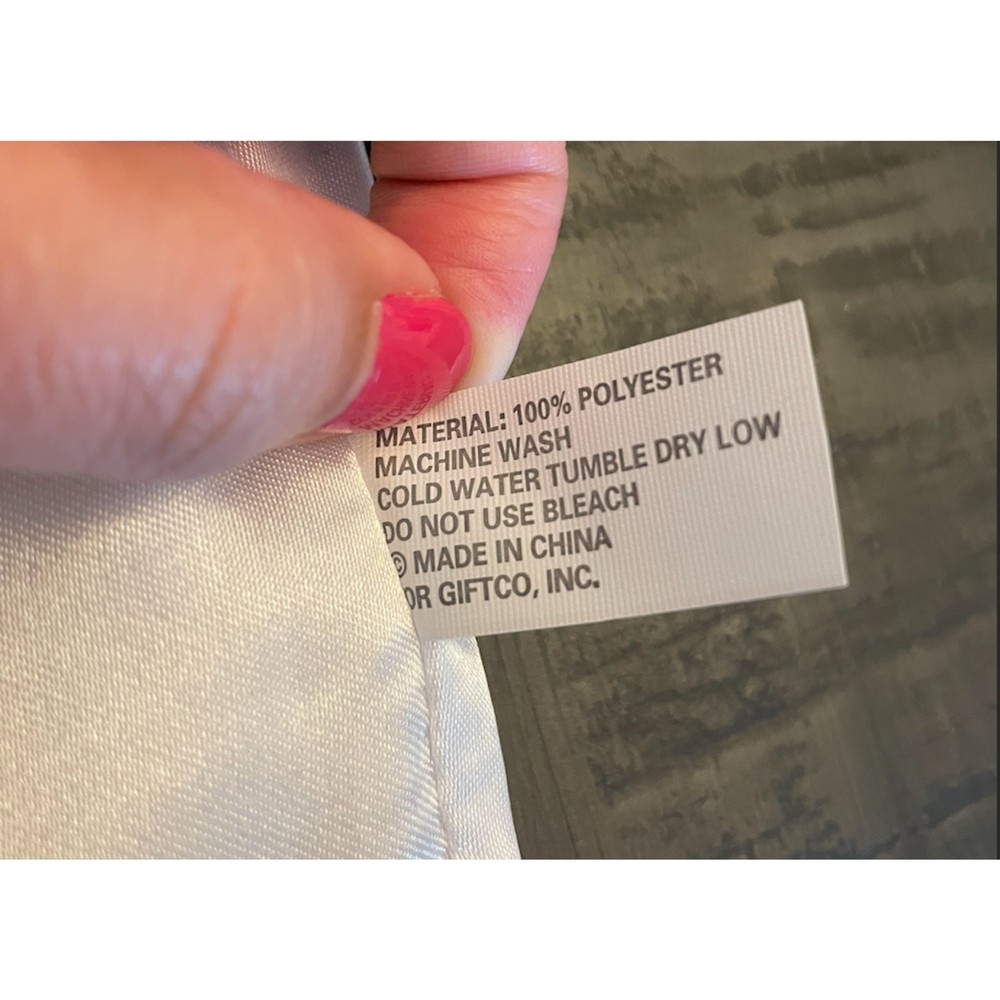 MATERIAL: 100% POLYESTER
MACHINE WASH
COLD WATER TUMBLE DRY LOW
DO NOT USE BLEACH
© MADE IN CHINA
OR GIFTCO, INC.